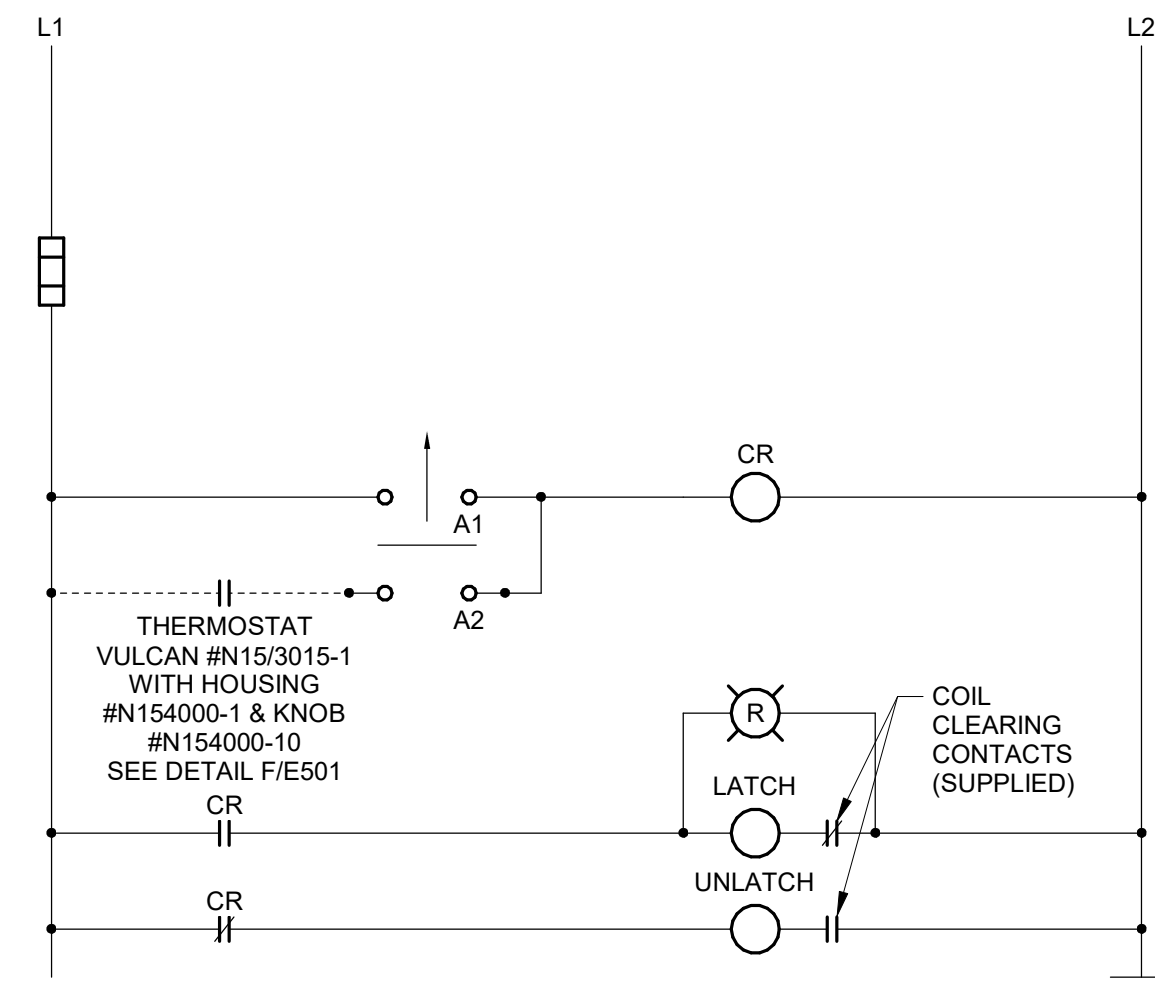 L1
L2
CR
A1
A2
THERMOSTAT
VULCAN #N15/3015-1
WITH HOUSING
#N154000-1 & KNOB
#N154000-10
SEE DETAIL F/E501
R
COIL
CLEARING
CONTACTS
(SUPPLIED)
LATCH
CR
UNLATCH
CR